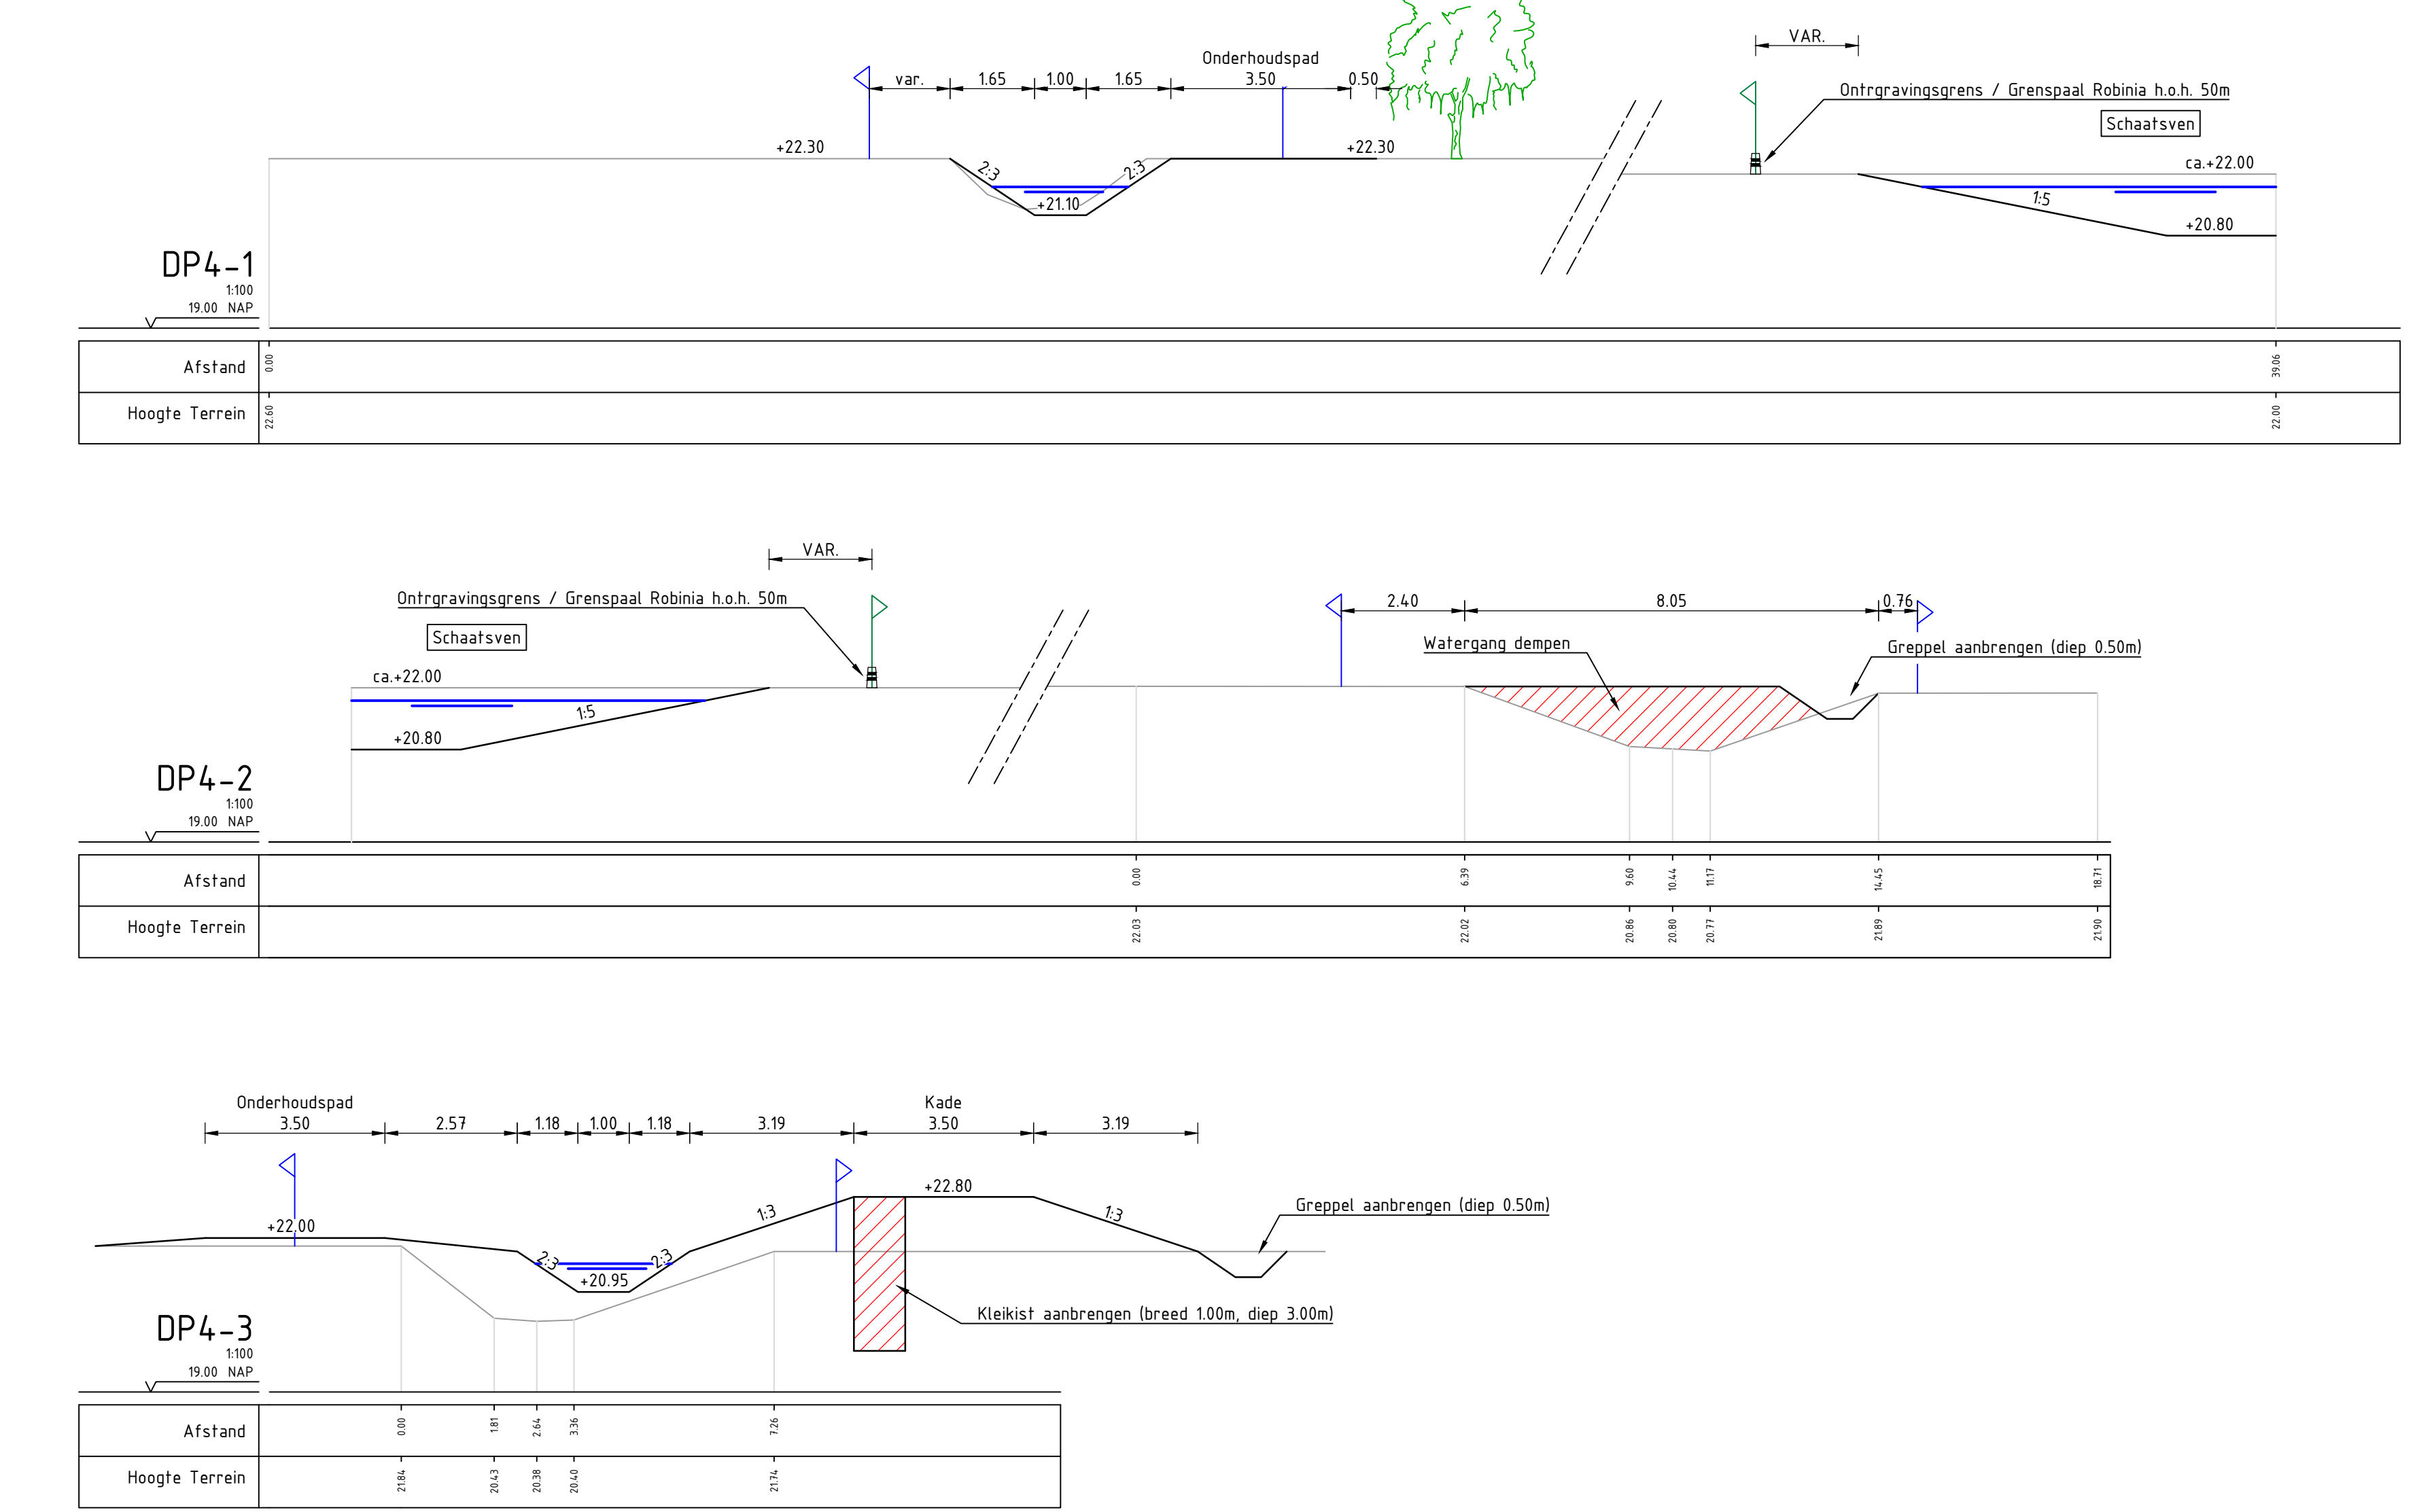 VAR.
Onderhoudspad
var.
1.65
1.00
1.65
3.50
0.50
Ontrgravingsgrens / Grenspaal Robinia h.o.h. 50m
Schaatsven
+22.30
+22.30
ca.+22.00
2:3
2:3
+21.10
1:5
+20.80
DP4-1
1:100
19.00 NAP
Afstand
0.00
39.06
Hoogte Terrein
22.60
22.00
VAR.
Ontrgravingsgrens / Grenspaal Robinia h.o.h. 50m
2.40
8.05
0.76
Schaatsven
Watergang dempen
Greppel aanbrengen (diep 0.50m)
ca.+22.00
1:5
+20.80
DP4-2
1:100
19.00 NAP
Afstand
0.00
6.39
9.60
10.44
11.17
14.45
18.71
Hoogte Terrein
22.03
22.02
20.86
20.80
20.77
21.89
21.90
Onderhoudspad
Kade
3.50
2.57
1.18
1.00
1.18
3.19
3.50
3.19
+22.80
1:3
1:3
Greppel aanbrengen (diep 0.50m)
+22.00
2:3
2:3
+20.95
Kleikist aanbrengen (breed 1.00m, diep 3.00m)
DP4-3
1:100
19.00 NAP
Afstand
0.00
1.81
2.64
3.36
7.26
Hoogte Terrein
21.84
20.43
20.38
20.40
21.74